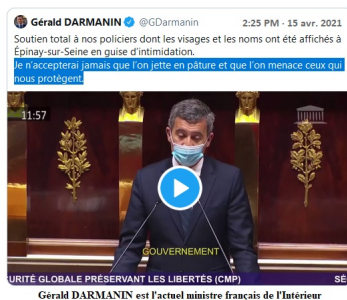 Gérald DARMANIN @GDarmanin 2:25 PM · 15 avr. 2021
Soutien total à nos policiers dont les visages et les noms ont été affichés à
Épinay-sur-Seine en guise d'intimidation.
Je n'accepterai jamais que l'on jette en pâture et que l'on menace ceux qui
nous protègent.
11:57
GOUVERNEMENT
CURITÉ GLOBALE PRÉSERVANT LES LIBERTÉS (CMP) SÉ
Gérald DARMANIN est l'actuel ministre français de l'Intérieur